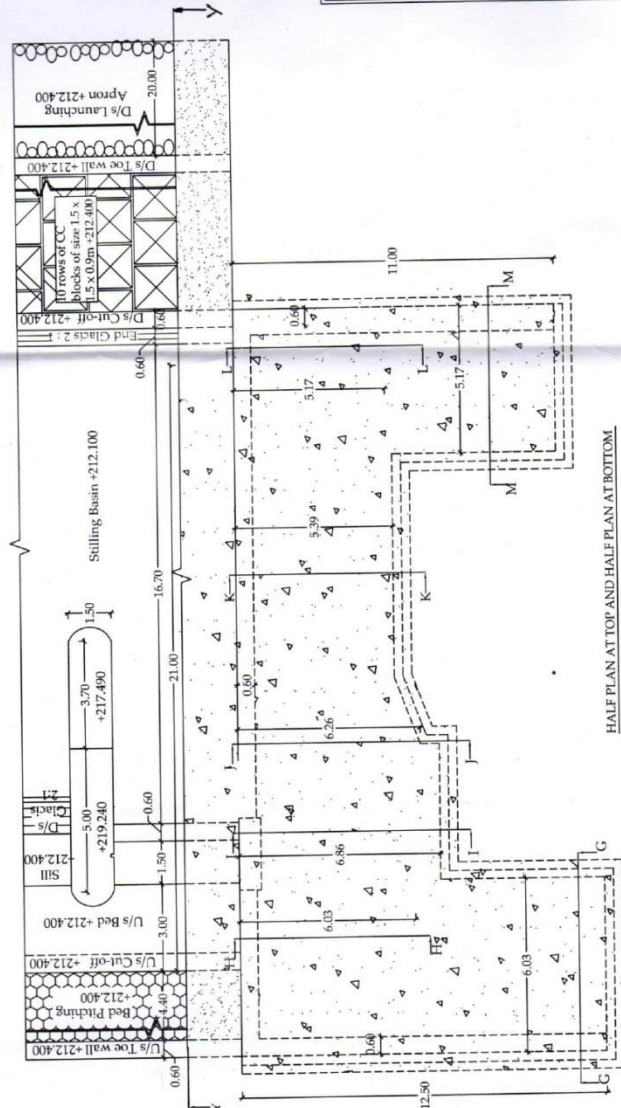 Y
D/s Launching
Apron +212.400
20.00
D/s Toe wall +212.400
10 rows of CC
blocks of size 1.5 x
1.5 x 0.9m +212.400
D/s Cut-off +212.400
0.60
End Glacis 2 : 1
0.60
Stilling Basin +212.100
16.70
21.00
1.50
3.70
+217.490
5.00
+219.240
D/s
Glacis
2:1
0.60
Sill
+212.400
1.50
U/s Bed +212.400
3.00
U/s Cut-off +212.400
Bed Pitching
+212.400
4.40
U/s Toe wall +212.400
0.60
11.00
M
M
0.60
L
L
5.17
5.17
5.39
K
K
0.60
6.26
J
J
6.86
I
I
6.03
H
H
6.03
G
G
0.60
12.50
HALF PLAN AT TOP AND HALF PLAN AT BOTTOM